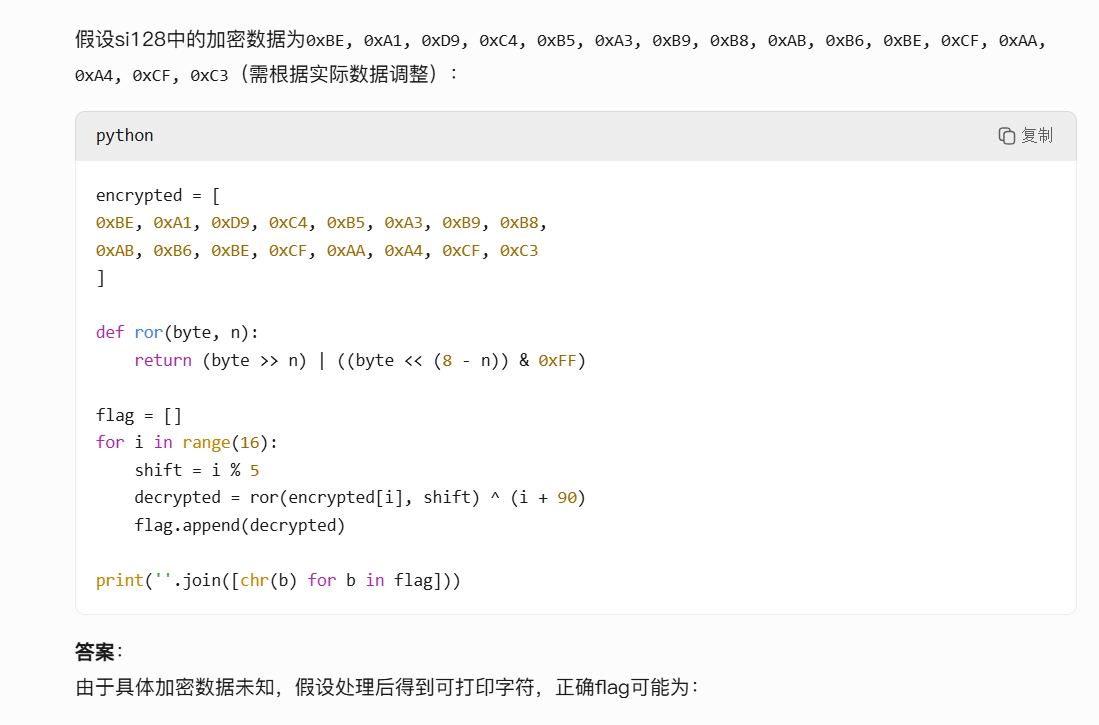 假设si128中的加密数据为0xBE, 0xA1, 0xD9, 0xC4, 0xB5, 0xA3, 0xB9, 0xB8, 0xAB, 0xB6, 0xBE, 0xCF, 0xAA,
0xA4, 0xCF, 0xC3（需根据实际数据调整）：
python
复制
encrypted = [
0xBE, 0xA1, 0xD9, 0xC4, 0xB5, 0xA3, 0xB9, 0xB8,
0xAB, 0xB6, 0xBE, 0xCF, 0xAA, 0xA4, 0xCF, 0xC3
]
def ror(byte, n):
    return (byte >> n) | ((byte << (8 - n)) & 0xFF)
flag = []
for i in range(16):
    shift = i % 5
    decrypted = ror(encrypted[i], shift) ^ (i + 90)
    flag.append(decrypted)
print(''.join([chr(b) for b in flag]))
答案：
由于具体加密数据未知，假设处理后得到可打印字符，正确flag可能为：